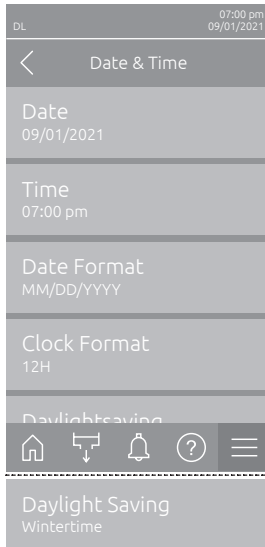 07:00 pm
DL 09/01/2021
Date & Time
Date
09/01/2021
Time
07:00 pm
Date Format
MM/DD/YYYY
Clock Format
12H
Daylightsaving
?
Daylight Saving
Wintertime